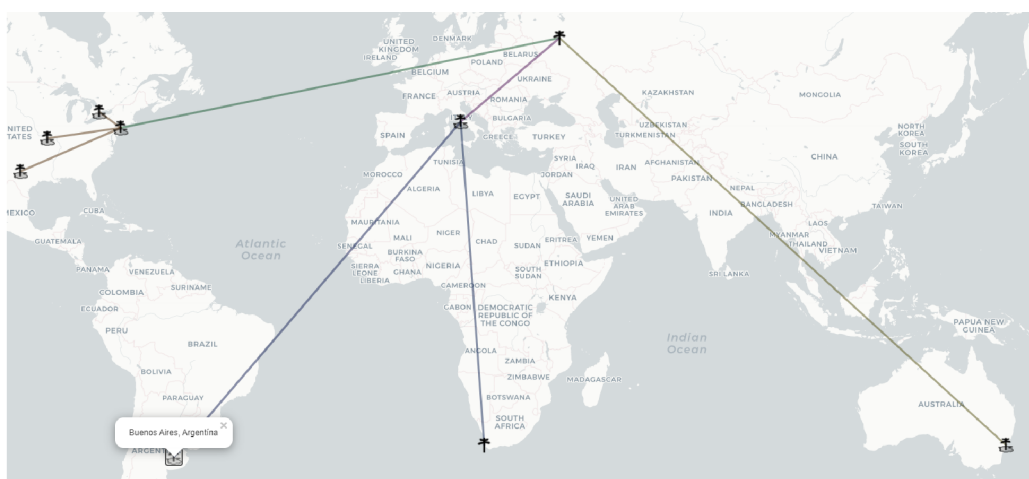 UNITED
KINGDOM
DENMARK
IRELAND
BELARUS
POLAND
BELGIUM
UKRAINE
FRANCE
AUSTRIA
ROMANIA
KAZAKHSTAN
MONGOLIA
BULGARIA
SPAIN
GREECE
TURKEY
UZBEKISTAN
TURKMENISTAN
NORTH
KOREA
SOUTH
KOREA
NITED
TATES
TUNISIA
SYRIA
IRAQ
IRAN
AFGHANISTAN
CHINA
MOROCCO
JORDAN
PAKISTAN
ALGERIA
LIBYA
EGYPT
SAUDI
ARABIA
UNITED
ARAB
EMIRATES
NEPAL
BANGLADESH
TAIWAN
MEXICO
CUBA
INDIA
MAURITANIA
MYANMAR
LAOS
THAILAND
VIETNAM
GUATEMALA
Atlantic
Ocean
SENEGAL
MALI
NIGER
CHAD
SUDAN
ERITREA
YEMEN
BURKINA
FASO
PANAMA
VENEZUELA
SIERRA
LEONE
LIBERIA
GHANA
NIGERIA
SOUTH
SUDAN
ETHIOPIA
SRI LANKA
SURINAME
COLOMBIA
CAMEROON
ECUADOR
GABON
DEMOCRATIC
REPUBLIC OF
THE CONGO
KENYA
PERU
BRAZIL
Indian
Ocean
PAPUA NEW
GUINEA
ANGOLA
ZAMBIA
BOLIVIA
ZIMBABWE
MADAGASCAR
PARAGUAY
BOTSWANA
AUSTRALIA
SOUTH
AFRICA
Buenos Aires, Argentina
×
ARGEN